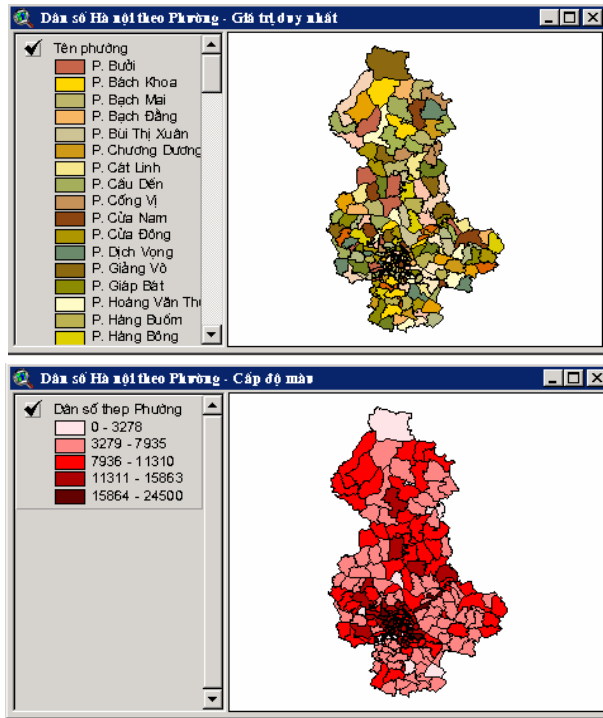 Dân số Hà nội theo Phường - Giá trị duy nhất
Tên phường
P. Bưởi
P. Bách Khoa
P. Bạch Mai
P. Bạch Đằng
P. Bùi Thị Xuân
P. Chương Dương
P. Cát Linh
P. Cầu Dền
P. Cống Vị
P. Cửa Nam
P. Cửa Đông
P. Dịch Vọng
P. Giảng Võ
P. Giáp Bát
P. Hoàng Văn Thụ
P. Hàng Buồm
P. Hàng Bông
Dân số Hà nội theo Phường - Cấp độ màu
Dân số thep Phường
0 - 3278
3279 - 7935
7936 - 11310
11311 - 15863
15864 - 24500